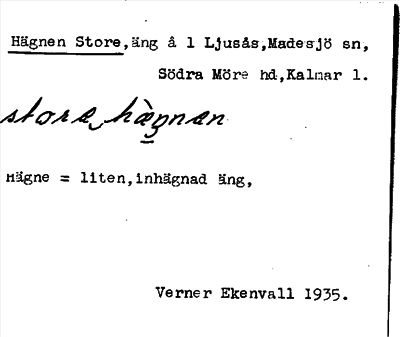 Hägnen Store,äng å 1 Ljusås,Madesjö sn,
Södra Möre hd,Kalmar l.
stora hägnan
Hägne = liten,inhägnad äng,
Verner Ekenvall 1935.